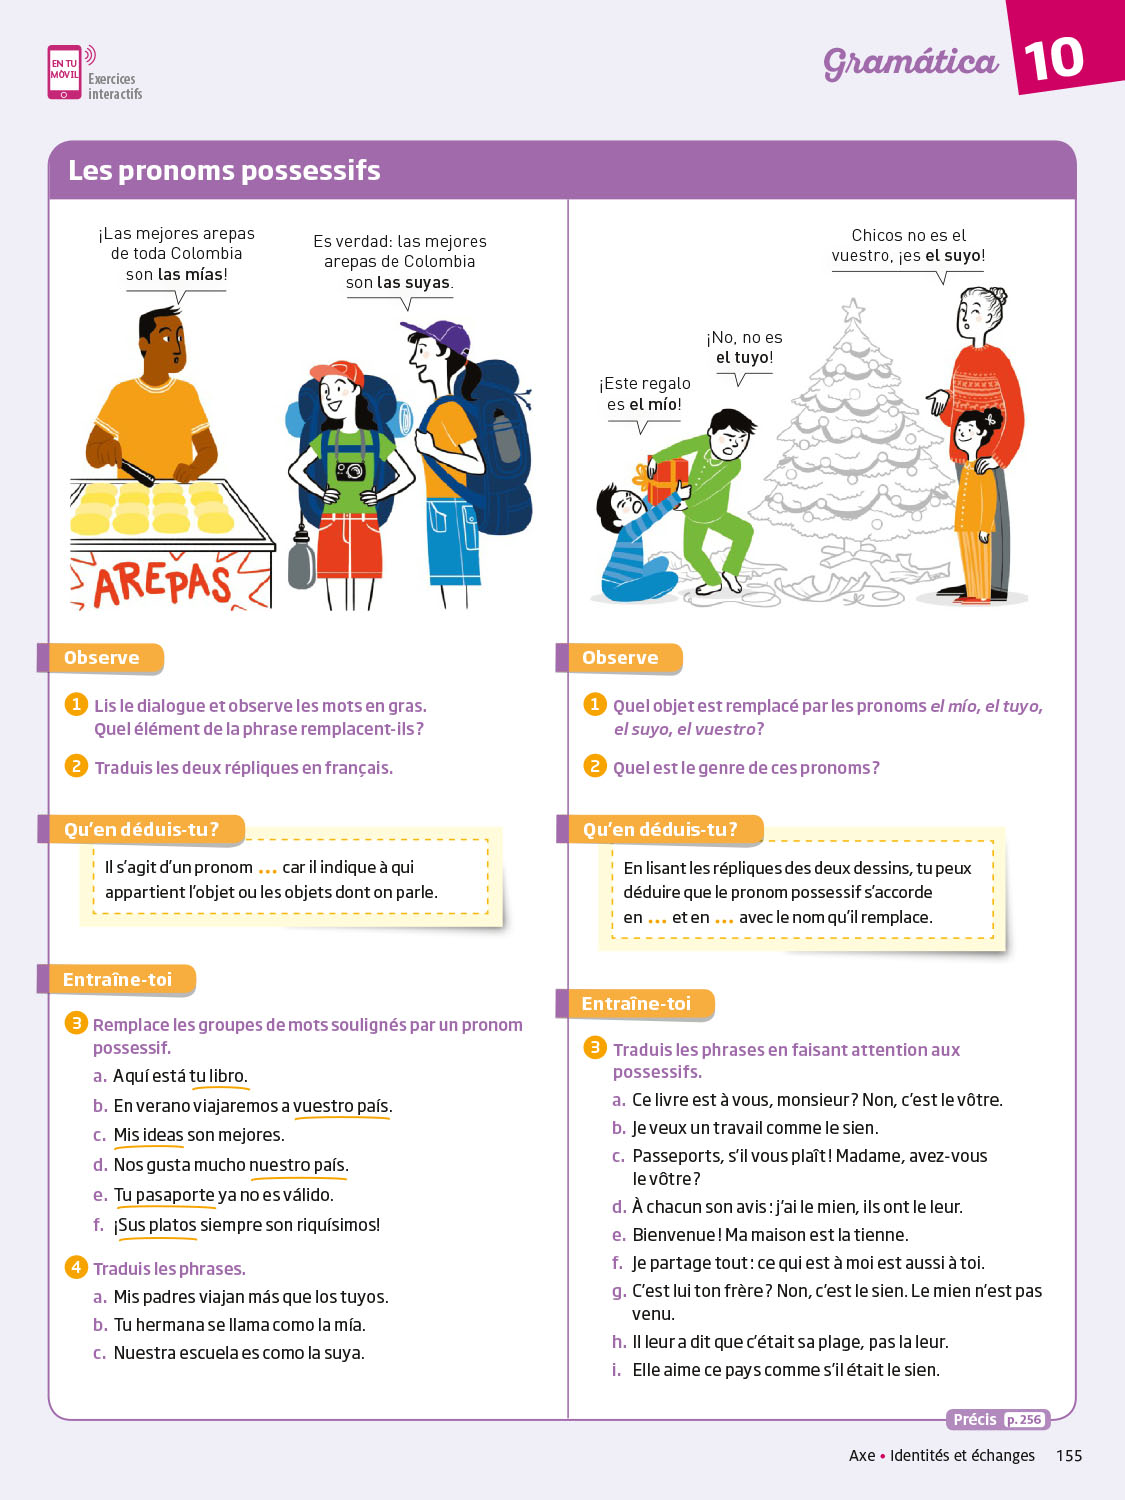 EN TU
MÓVIL
Exercices
interactifs
Gramática
10
Les pronoms possessifs
¡Las mejores arepas
de toda Colombia
son las mías!
Es verdad: las mejores
arepas de Colombia
son las suyas.
AREPAS
Observe
1 Lis le dialogue et observe les mots en gras.
Quel élément de la phrase remplacent-ils ?
2 Traduis les deux répliques en français.
Qu'en déduis-tu ?
Il s'agit d'un pronom ... car il indique à qui
appartient l'objet ou les objets dont on parle.
Entraîne-toi
3 Remplace les groupes de mots soulignés par un pronom
possessif.
a. Aquí está tu libro.
b. En verano viajaremos a vuestro país.
c. Mis ideas son mejores.
d. Nos gusta mucho nuestro país.
e. Tu pasaporte ya no es válido.
f. ¡Sus platos siempre son riquísimos!
4 Traduis les phrases.
a. Mis padres viajan más que los tuyos.
b. Tu hermana se llama como la mía.
c. Nuestra escuela es como la suya.
Chicos no es el
vuestro, ¡es el suyo!
¡No, no es
el tuyo!
¡Este regalo
es el mío!
Observe
1 Quel objet est remplacé par les pronoms el mío, el tuyo,
el suyo, el vuestro ?
2 Quel est le genre de ces pronoms ?
Qu'en déduis-tu ?
En lisant les répliques des deux dessins, tu peux
déduire que le pronom possessif s'accorde
en ... et en ... avec le nom qu'il remplace.
Entraîne-toi
3 Traduis les phrases en faisant attention aux
possessifs.
a. Ce livre est à vous, monsieur ? Non, c'est le vôtre.
b. Je veux un travail comme le sien.
c. Passeports, s'il vous plaît ! Madame, avez-vous
le vôtre ?
d. À chacun son avis : j'ai le mien, ils ont le leur.
e. Bienvenue ! Ma maison est la tienne.
f. Je partage tout : ce qui est à moi est aussi à toi.
g. C'est lui ton frère ? Non, c'est le sien. Le mien n'est pas
venu.
h. Il leur a dit que c'était sa plage, pas la leur.
i. Elle aime ce pays comme s'il était le sien.
Précis p. 256
Axe • Identités et échanges 155